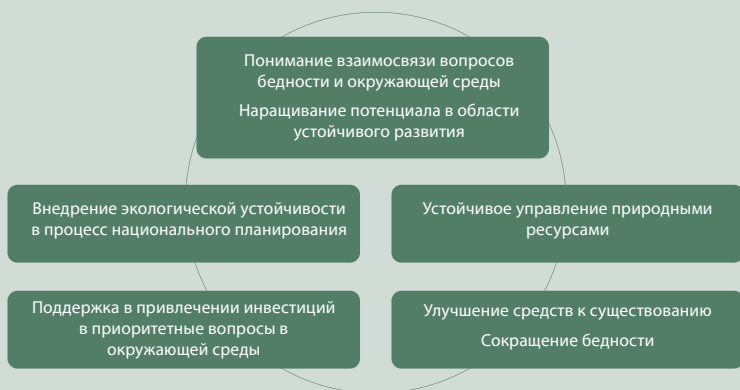 Понимание взаимосвязи вопросов
бедности и окружающей среды
Наращивание потенциала в области
устойчивого развития
Внедрение экологической устойчивости
в процесс национального планирования
Устойчивое управление природными
ресурсами
Поддержка в привлечении инвестиций
в приоритетные вопросы в
окружающей среды
Улучшение средств к существованию
Сокращение бедности